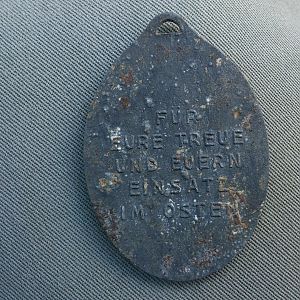 FÜR
EURE TREUE
UND EUERN
EINSATZ
IM OSTEN